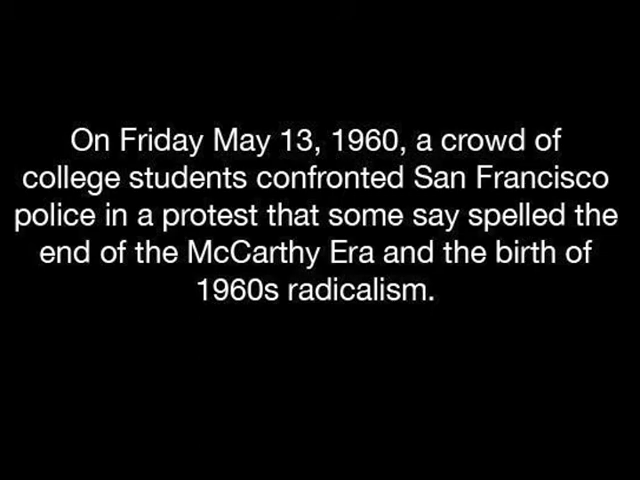 On Friday May 13, 1960, a crowd of
college students confronted San Francisco
police in a protest that some say spelled the
end of the McCarthy Era and the birth of
1960s radicalism.